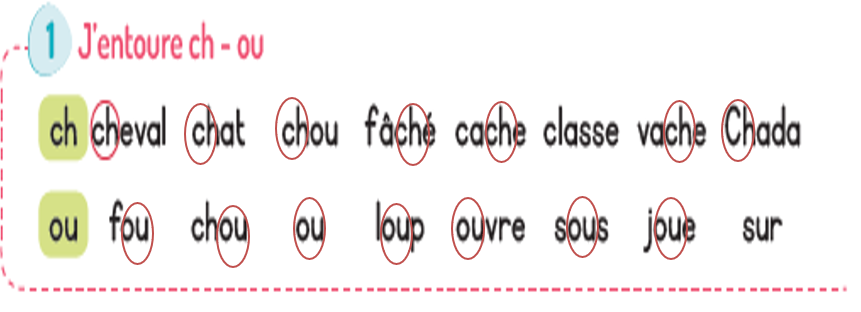 1 J'entoure ch - ou
ch cheval chat chou fâché cache classe vache Chada
ou fou chou ou loup ouvre sous joue sur